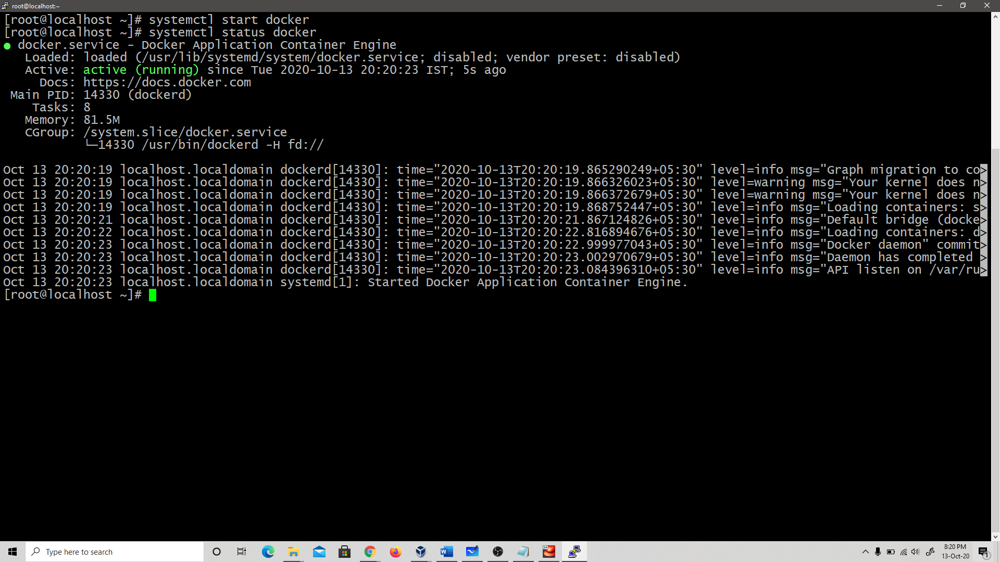 root@localhost:~
[root@localhost ~]# systemctl start docker
[root@localhost ~]# systemctl status docker
● docker.service - Docker Application Container Engine
   Loaded: loaded (/usr/lib/systemd/system/docker.service; disabled; vendor preset: disabled)
   Active: active (running) since Tue 2020-10-13 20:20:23 IST; 5s ago
     Docs: https://docs.docker.com
 Main PID: 14330 (dockerd)
    Tasks: 8
   Memory: 81.5M
   CGroup: /system.slice/docker.service
           └─14330 /usr/bin/dockerd -H fd://
Oct 13 20:20:19 localhost.localdomain dockerd[14330]: time="2020-10-13T20:20:19.865290249+05:30" level=info msg="Graph migration to co>
Oct 13 20:20:19 localhost.localdomain dockerd[14330]: time="2020-10-13T20:20:19.866326023+05:30" level=warning msg="Your kernel does n>
Oct 13 20:20:19 localhost.localdomain dockerd[14330]: time="2020-10-13T20:20:19.866372679+05:30" level=warning msg="Your kernel does n>
Oct 13 20:20:19 localhost.localdomain dockerd[14330]: time="2020-10-13T20:20:19.868752447+05:30" level=info msg="Loading containers: s>
Oct 13 20:20:21 localhost.localdomain dockerd[14330]: time="2020-10-13T20:20:21.867124826+05:30" level=info msg="Default bridge (docke>
Oct 13 20:20:22 localhost.localdomain dockerd[14330]: time="2020-10-13T20:20:22.816894676+05:30" level=info msg="Loading containers: d>
Oct 13 20:20:23 localhost.localdomain dockerd[14330]: time="2020-10-13T20:20:22.999977043+05:30" level=info msg="Docker daemon" commit>
Oct 13 20:20:23 localhost.localdomain dockerd[14330]: time="2020-10-13T20:20:23.002970679+05:30" level=info msg="Daemon has completed >
Oct 13 20:20:23 localhost.localdomain dockerd[14330]: time="2020-10-13T20:20:23.084396310+05:30" level=info msg="API listen on /var/ru>
Oct 13 20:20:23 localhost.localdomain systemd[1]: Started Docker Application Container Engine.
[root@localhost ~]#
Type here to search
8:20 PM
13-Oct-20
1